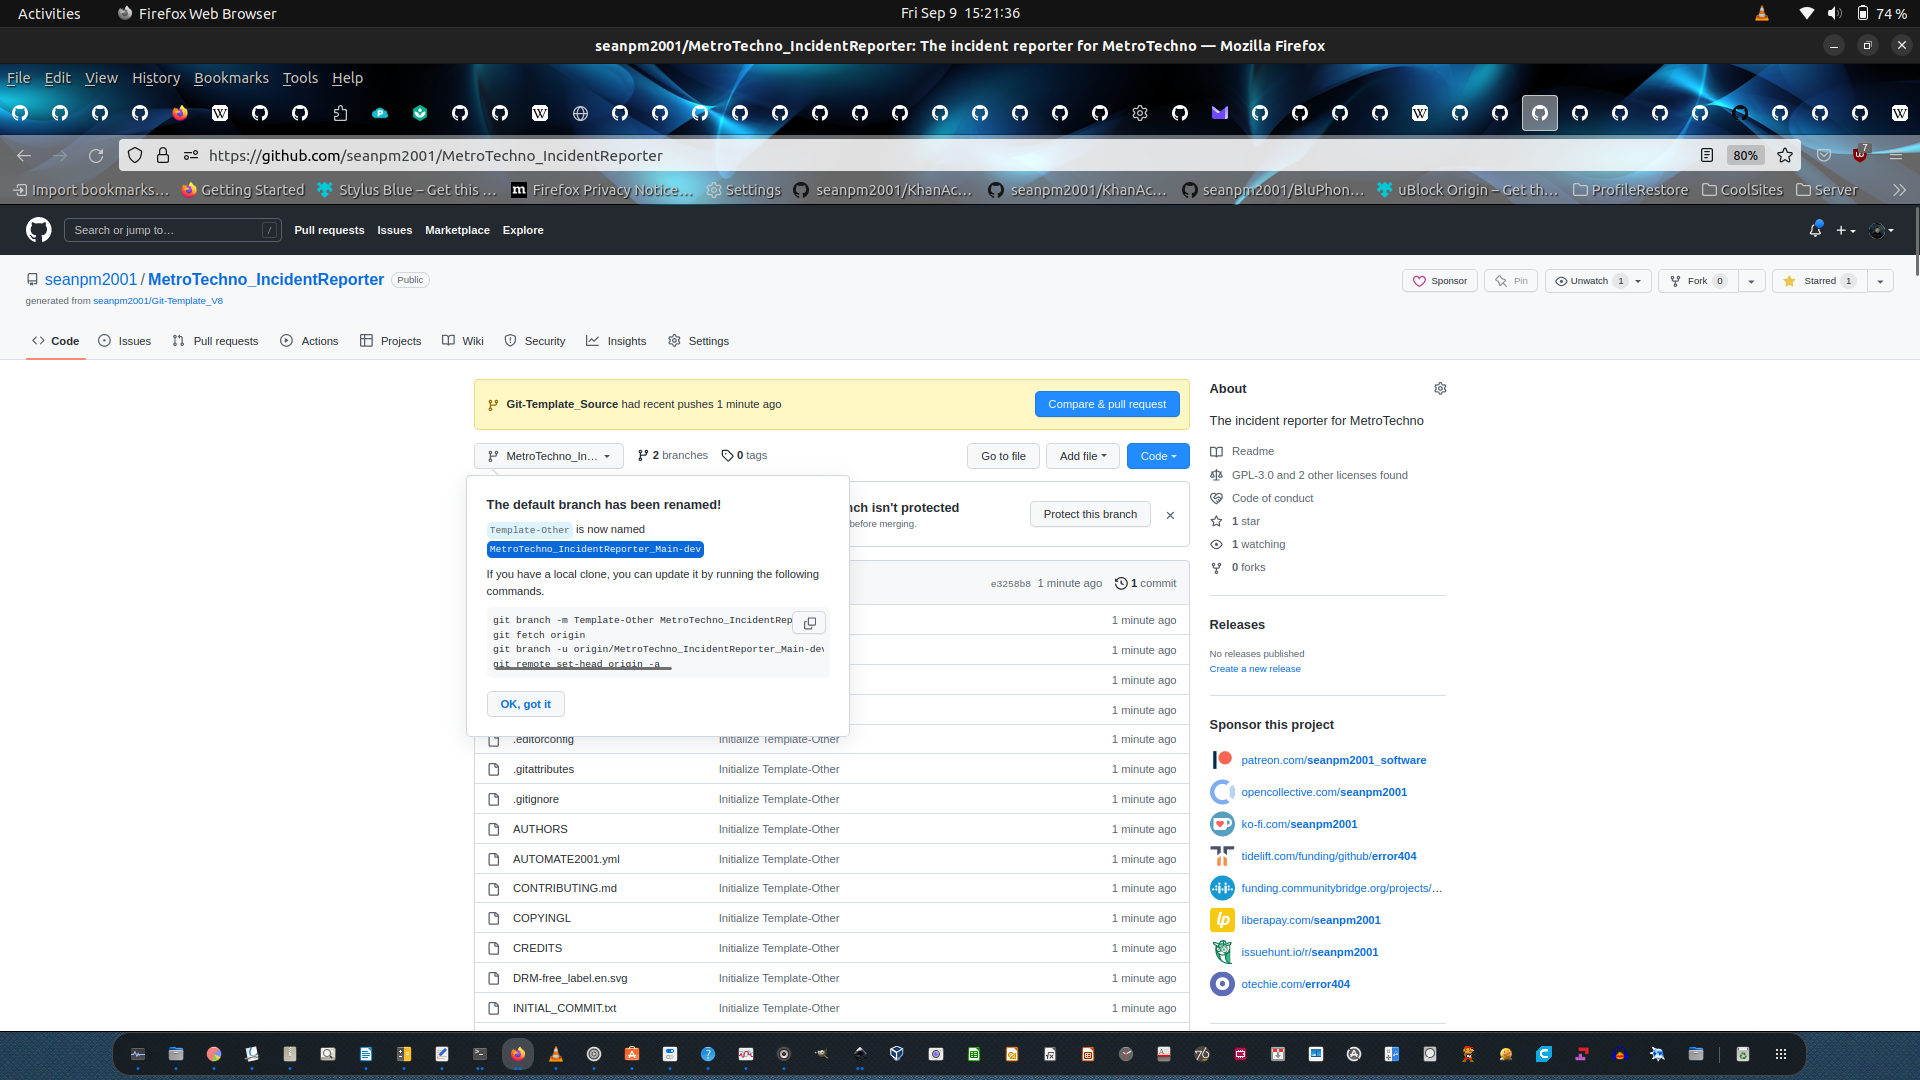 Activities
Firefox Web Browser
Fri Sep 9 15:21:36
74 %
seanpm2001/MetroTechno_IncidentReporter: The incident reporter for MetroTechno — Mozilla Firefox
File Edit View History Bookmarks Tools Help
https://github.com/seanpm2001/MetroTechno_IncidentReporter
80%
7
Import bookmarks…
Getting Started
Stylus Blue – Get this …
Firefox Privacy Notice…
Settings
seanpm2001/KhanAc…
seanpm2001/KhanAc…
seanpm2001/BluPhon…
uBlock Origin – Get th…
ProfileRestore
CoolSites
Server
Search or jump to…
/
Pull requests
Issues
Marketplace
Explore
seanpm2001 / MetroTechno_IncidentReporter
Public
generated from seanpm2001/Git-Template_V8
Sponsor
Pin
Unwatch 1
Fork 0
Starred 1
Code
Issues
Pull requests
Actions
Projects
Wiki
Security
Insights
Settings
Git-Template_Source had recent pushes 1 minute ago
Compare & pull request
MetroTechno_In…
2 branches
0 tags
Go to file
Add file
Code
nch isn't protected
before merging.
Protect this branch
The default branch has been renamed!
Template-Other is now named
MetroTechno_IncidentReporter_Main-dev
If you have a local clone, you can update it by running the following
commands.
git branch -m Template-Other MetroTechno_IncidentRep
git fetch origin
git branch -u origin/MetroTechno_IncidentReporter_Main-dev
git remote set-head origin -a
OK, got it
e3258b8 1 minute ago
1 commit
1 minute ago
1 minute ago
1 minute ago
1 minute ago
.editorconfig Initialize Template-Other 1 minute ago
.gitattributes Initialize Template-Other 1 minute ago
.gitignore Initialize Template-Other 1 minute ago
AUTHORS Initialize Template-Other 1 minute ago
AUTOMATE2001.yml Initialize Template-Other 1 minute ago
CONTRIBUTING.md Initialize Template-Other 1 minute ago
COPYINGL Initialize Template-Other 1 minute ago
CREDITS Initialize Template-Other 1 minute ago
DRM-free_label.en.svg Initialize Template-Other 1 minute ago
INITIAL_COMMIT.txt Initialize Template-Other 1 minute ago
About
The incident reporter for MetroTechno
Readme
GPL-3.0 and 2 other licenses found
Code of conduct
1 star
1 watching
0 forks
Releases
No releases published
Create a new release
Sponsor this project
patreon.com/seanpm2001_software
opencollective.com/seanpm2001
ko-fi.com/seanpm2001
tidelift.com/funding/github/error404
funding.communitybridge.org/projects/…
liberapay.com/seanpm2001
issuehunt.io/r/seanpm2001
otechie.com/error404